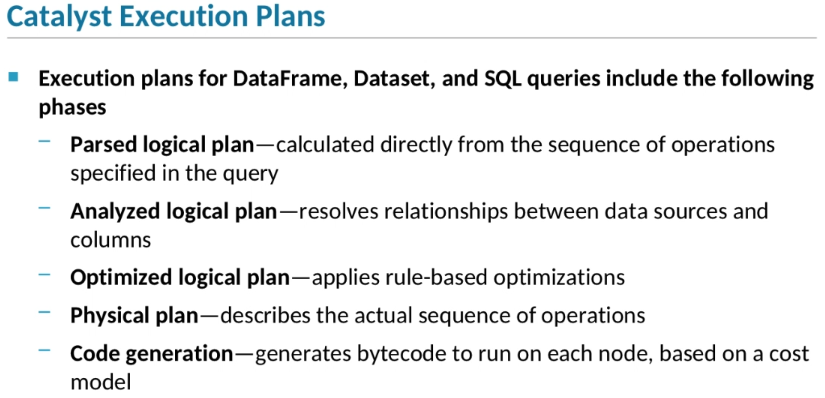 Catalyst Execution Plans
▪ Execution plans for DataFrame, Dataset, and SQL queries include the following
phases
– Parsed logical plan—calculated directly from the sequence of operations
specified in the query
– Analyzed logical plan—resolves relationships between data sources and
columns
– Optimized logical plan—applies rule-based optimizations
– Physical plan—describes the actual sequence of operations
– Code generation—generates bytecode to run on each node, based on a cost
model